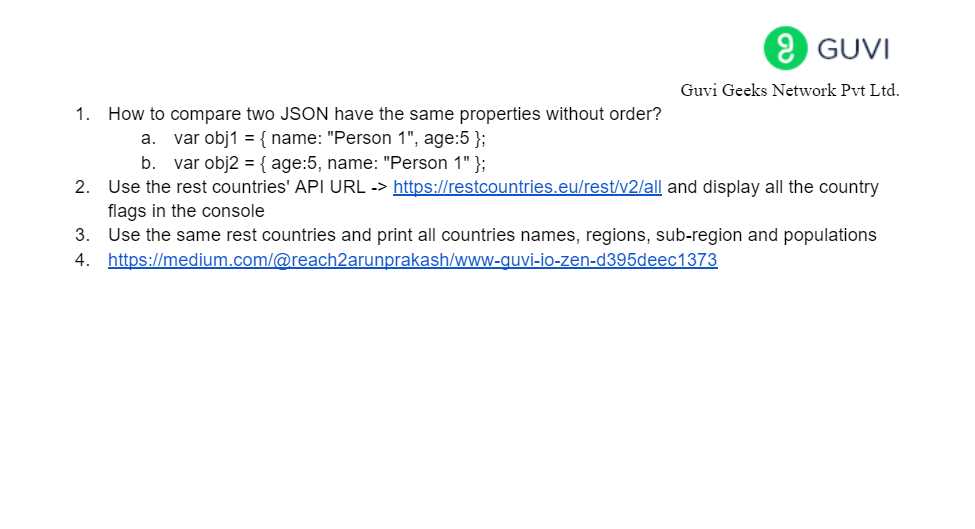 GUVI
Guvi Geeks Network Pvt Ltd.
1. How to compare two JSON have the same properties without order?
a. var obj1 = { name: "Person 1", age:5 };
b. var obj2 = { age:5, name: "Person 1" };
2. Use the rest countries' API URL -> https://restcountries.eu/rest/v2/all and display all the country
flags in the console
3. Use the same rest countries and print all countries names, regions, sub-region and populations
4. https://medium.com/@reach2arunprakash/www-guvi-io-zen-d395deec1373